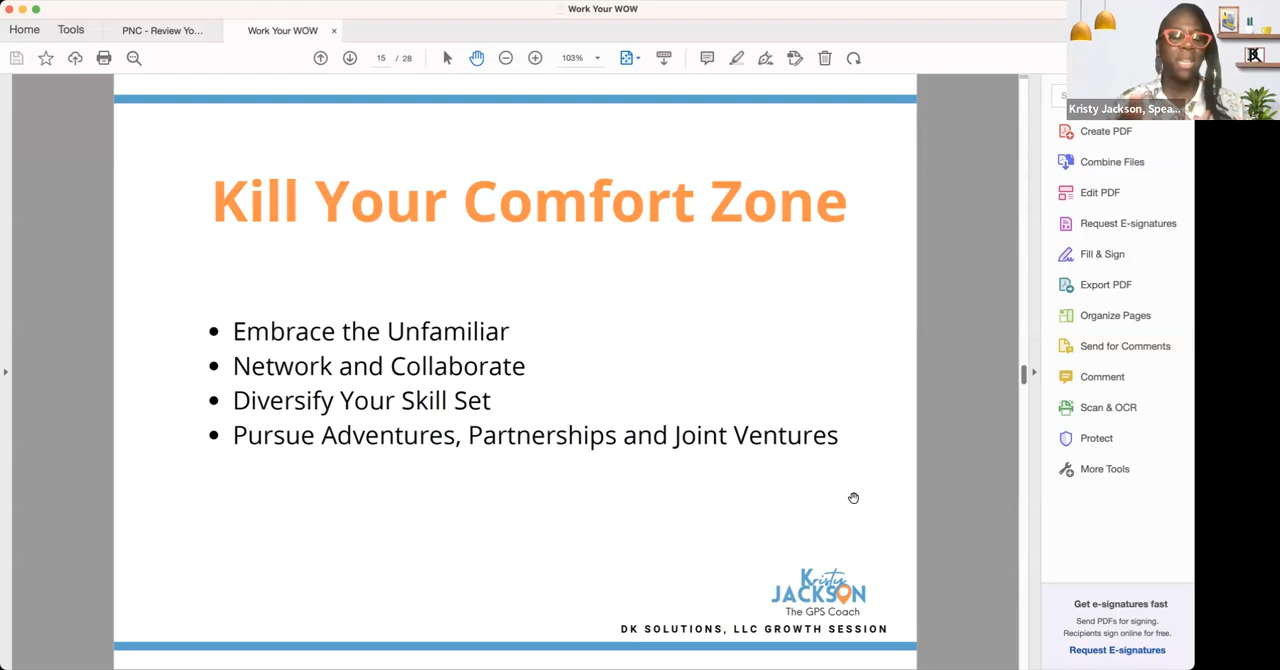 Work Your WOW
Home Tools PNC - Review Yo... Work Your WOW ×
15 / 28 103%
Kristy Jackson, Spea...
Kill Your Comfort Zone
• Embrace the Unfamiliar
• Network and Collaborate
• Diversify Your Skill Set
• Pursue Adventures, Partnerships and Joint Ventures
Kristy
JACKSON
The GPS Coach
DK SOLUTIONS, LLC GROWTH SESSION
S
Create PDF
Combine Files
Edit PDF
Request E-signatures
Fill & Sign
Export PDF
Organize Pages
Send for Comments
Comment
Scan & OCR
Protect
More Tools
Get e-signatures fast
Send PDFs for signing.
Recipients sign online for free.
Request E-signatures